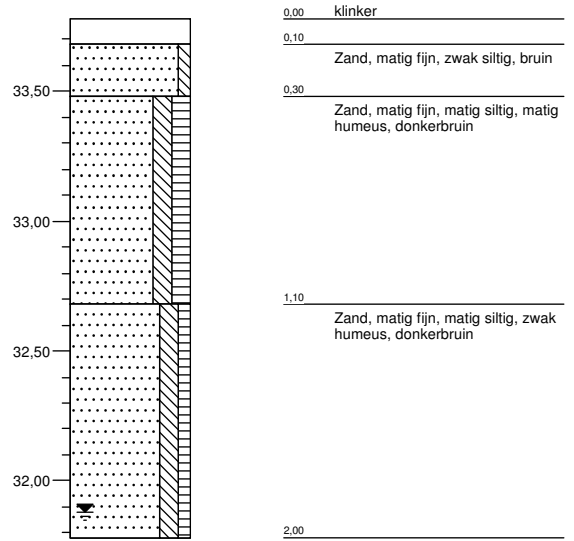 0,00 klinker
0,10
Zand, matig fijn, zwak siltig, bruin
33,50
0,30
Zand, matig fijn, matig siltig, matig
humeus, donkerbruin
33,00
1,10
Zand, matig fijn, matig siltig, zwak
humeus, donkerbruin
32,50
32,00
2,00